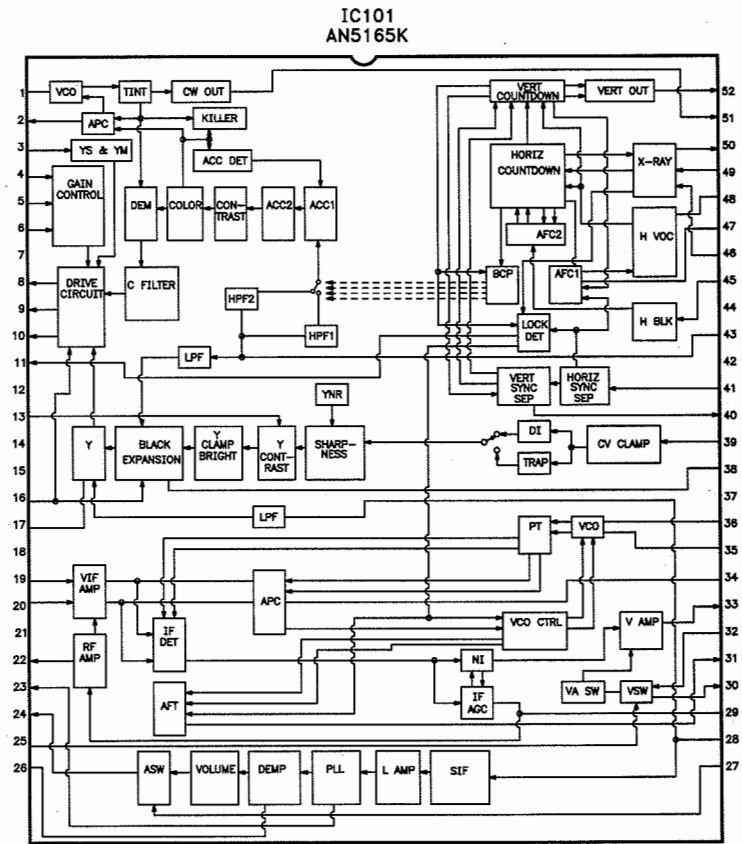 IC101
AN5165K
1
VCO
TINT
CW OUT
VERT
COUNTDOWN
VERT OUT
52
2
APC
KILLER
51
3
YS & YM
ACC DET
HORIZ
COUNTDOWN
X-RAY
50
4
GAIN
CONTROL
49
5
DEM
COLOR
CON-
TRAST
ACC2
ACC1
48
6
AFC2
H VOC
47
7
46
8
DRIVE
CIRCUIT
C FILTER
BCP
AFC1
45
9
HPF2
H BLK
44
10
HPF1
LOCK
DET
43
11
LPF
42
12
YNR
VERT
SYNC
SEP
HORIZ
SYNC
SEP
41
13
40
14
Y
BLACK
EXPANSION
Y
CLAMP
BRIGHT
Y
CONT-
RAST
SHARP-
NESS
DI
CV CLAMP
39
15
TRAP
38
16
37
17
LPF
36
18
PT
VCO
35
19
VIF
AMP
APC
34
20
VCO CTRL
V AMP
33
21
RF
AMP
IF
DET
32
22
NI
31
23
AFT
IF
AGC
VA SW
VSW
30
24
29
25
28
26
ASW
VOLUME
DEMP
PLL
L AMP
SIF
27